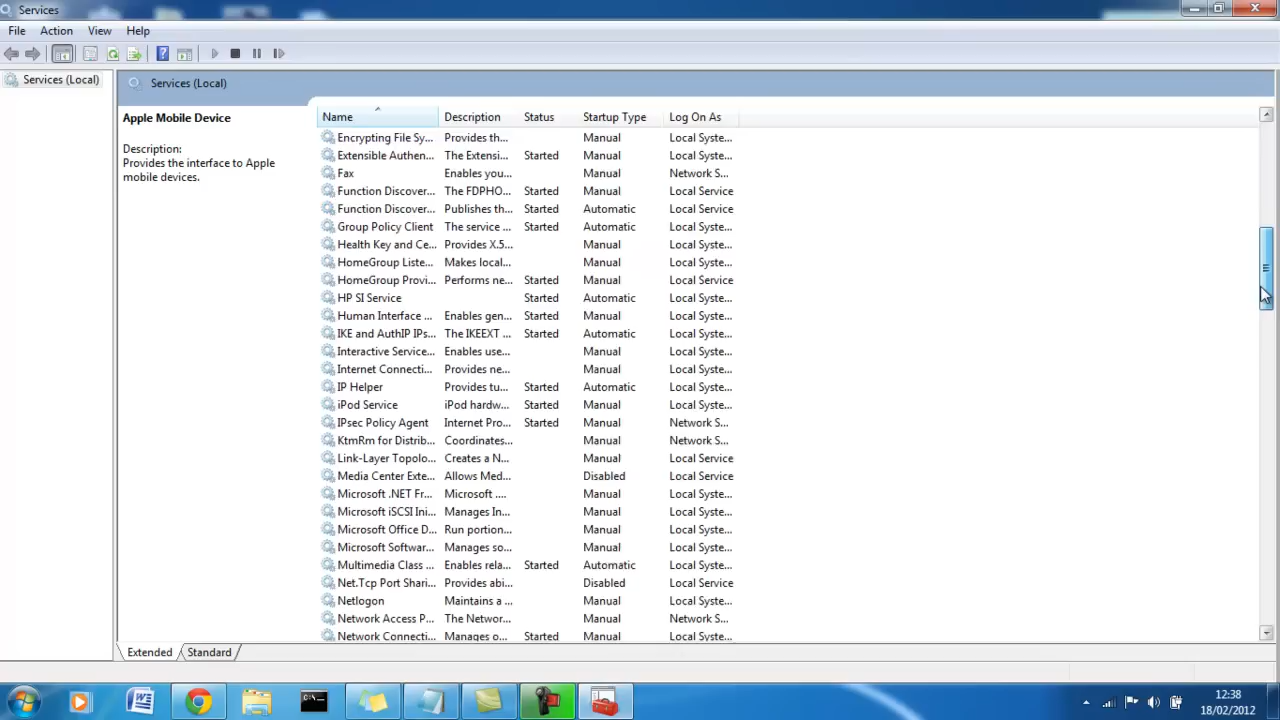 Services
File Action View Help
Services (Local)
Services (Local)
Apple Mobile Device
Description:
Provides the interface to Apple
mobile devices.
Name Description Status Startup Type Log On As
Encrypting File Sy... Provides th... Manual Local Syste...
Extensible Authen... The Extensi... Started Manual Local Syste...
Fax Enables you... Manual Network S...
Function Discover... The FDPHO... Started Manual Local Service
Function Discover... Publishes th... Started Automatic Local Service
Group Policy Client The service ... Started Automatic Local Syste...
Health Key and Ce... Provides X.5... Manual Local Syste...
HomeGroup Liste... Makes local... Manual Local Syste...
HomeGroup Provi... Performs ne... Started Manual Local Service
HP SI Service Started Automatic Local Syste...
Human Interface ... Enables gen... Started Manual Local Syste...
IKE and AuthIP IPs... The IKEEXT ... Started Automatic Local Syste...
Interactive Service... Enables use... Manual Local Syste...
Internet Connecti... Provides ne... Manual Local Syste...
IP Helper Provides tu... Started Automatic Local Syste...
iPod Service iPod hardw... Started Manual Local Syste...
IPsec Policy Agent Internet Pro... Started Manual Network S...
KtmRm for Distrib... Coordinates... Manual Network S...
Link-Layer Topolo... Creates a N... Manual Local Service
Media Center Exte... Allows Med... Disabled Local Service
Microsoft .NET Fr... Microsoft .... Manual Local Syste...
Microsoft iSCSI Ini... Manages In... Manual Local Syste...
Microsoft Office D... Run portion... Manual Local Syste...
Microsoft Softwar... Manages so... Manual Local Syste...
Multimedia Class ... Enables rela... Started Automatic Local Syste...
Net.Tcp Port Shari... Provides abi... Disabled Local Service
Netlogon Maintains a ... Manual Local Syste...
Network Access P... The Networ... Manual Network S...
Network Connecti... Manages o... Started Manual Local Syste...
Extended Standard
12:38
18/02/2012